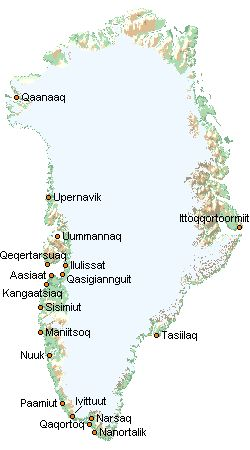 Qaanaaq
Upernavik
Ittoqqortoormiit
Uummannaq
Qeqertarsuaq
Ilulissat
Aasiaat
Qasigiannguit
Kangaatsiaq
Sisimiut
Maniitsoq
Tasiilaq
Nuuk
Paamiut
Ivittuut
Narsaq
Qaqortoq
Nanortalik